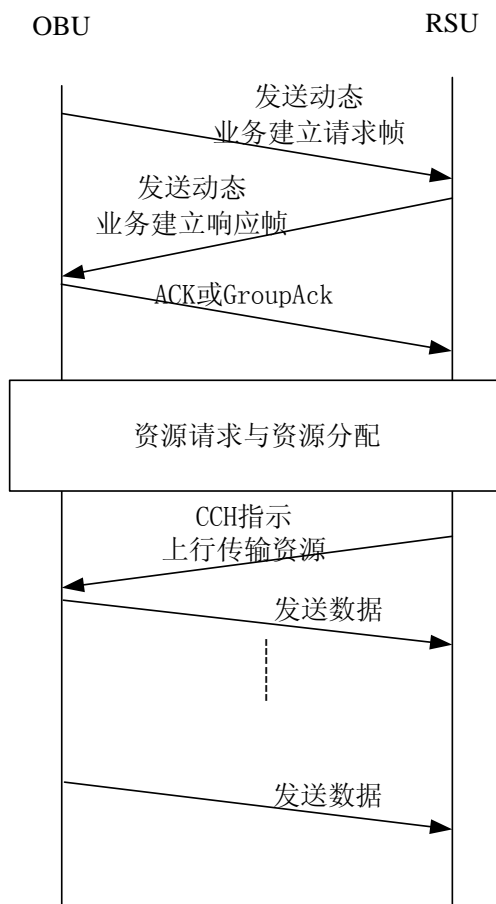 OBU
RSU
发送动态
业务建立请求帧
发送动态
业务建立响应帧
ACK或GroupAck
资源请求与资源分配
CCH指示
上行传输资源
发送数据
发送数据